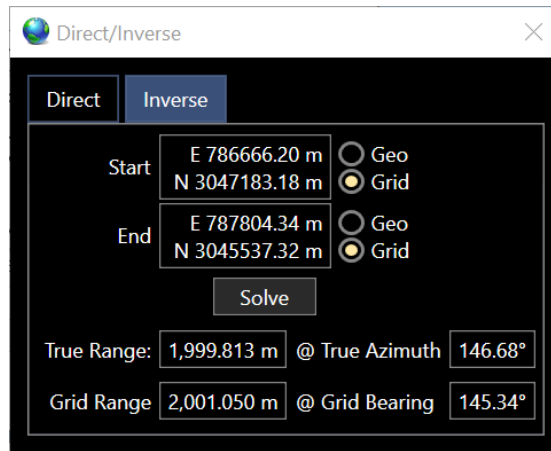 Direct/Inverse
Direct Inverse
Start E 786666.20 m Geo
N 3047183.18 m Grid
End E 787804.34 m Geo
N 3045537.32 m Grid
Solve
True Range: 1,999.813 m @ True Azimuth 146.68°
Grid Range 2,001.050 m @ Grid Bearing 145.34°